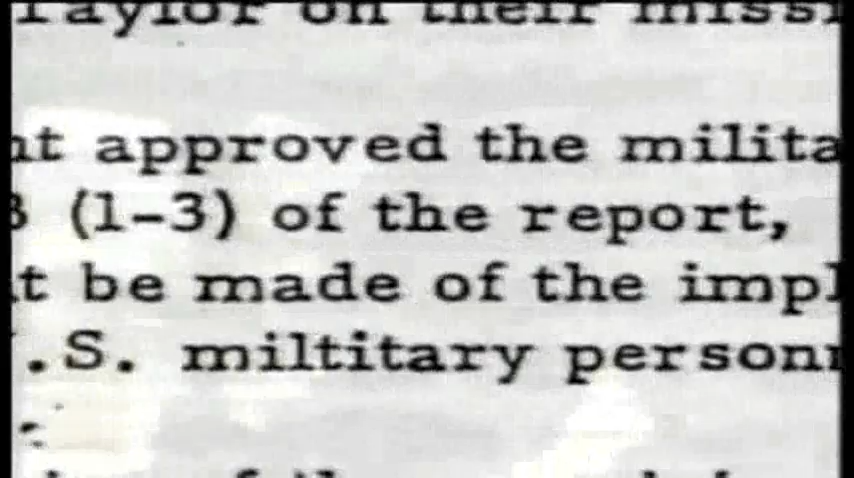 Taylor on their missi
nt approved the milita
3 (1-3) of the report,
t be made of the impl
.S. miltitary personn